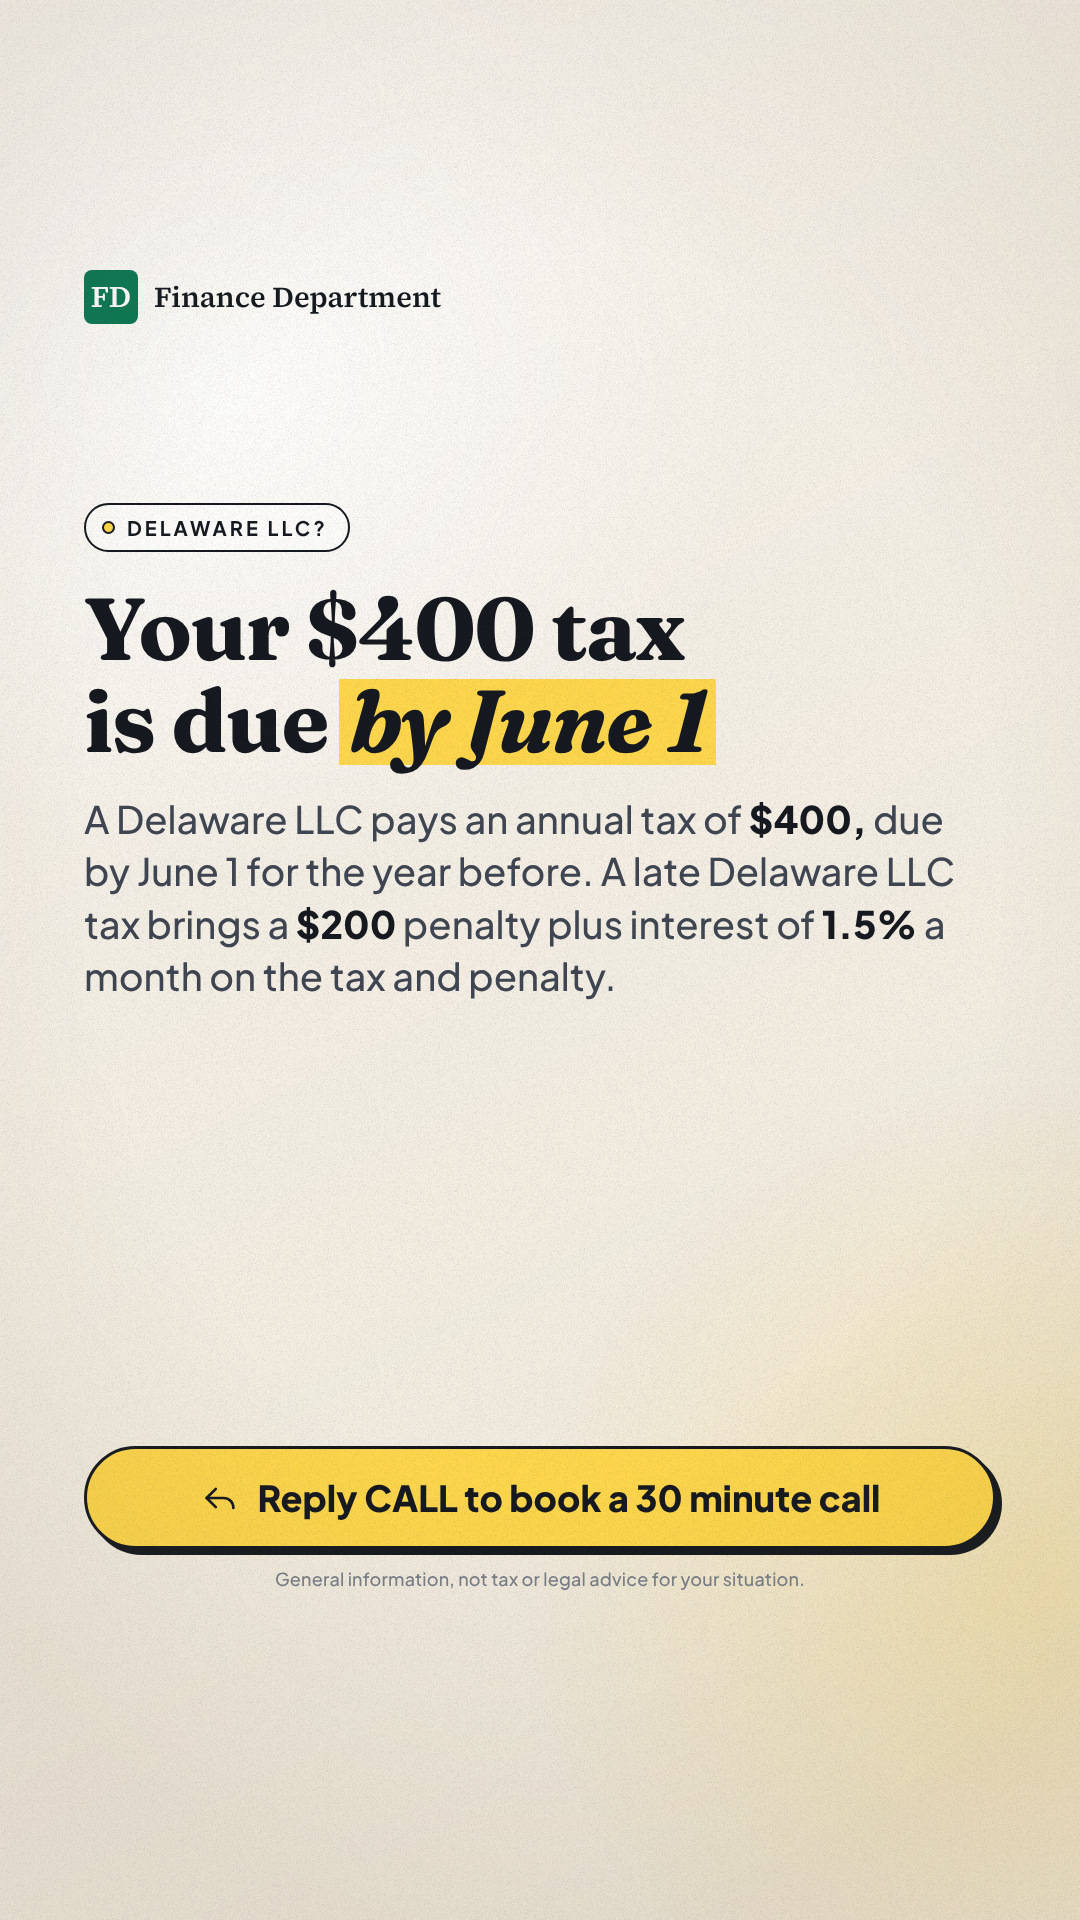 FD Finance Department
DELAWARE LLC?
Your $400 tax
is due by June 1
A Delaware LLC pays an annual tax of $400, due
by June 1 for the year before. A late Delaware LLC
tax brings a $200 penalty plus interest of 1.5% a
month on the tax and penalty.
Reply CALL to book a 30 minute call
General information, not tax or legal advice for your situation.